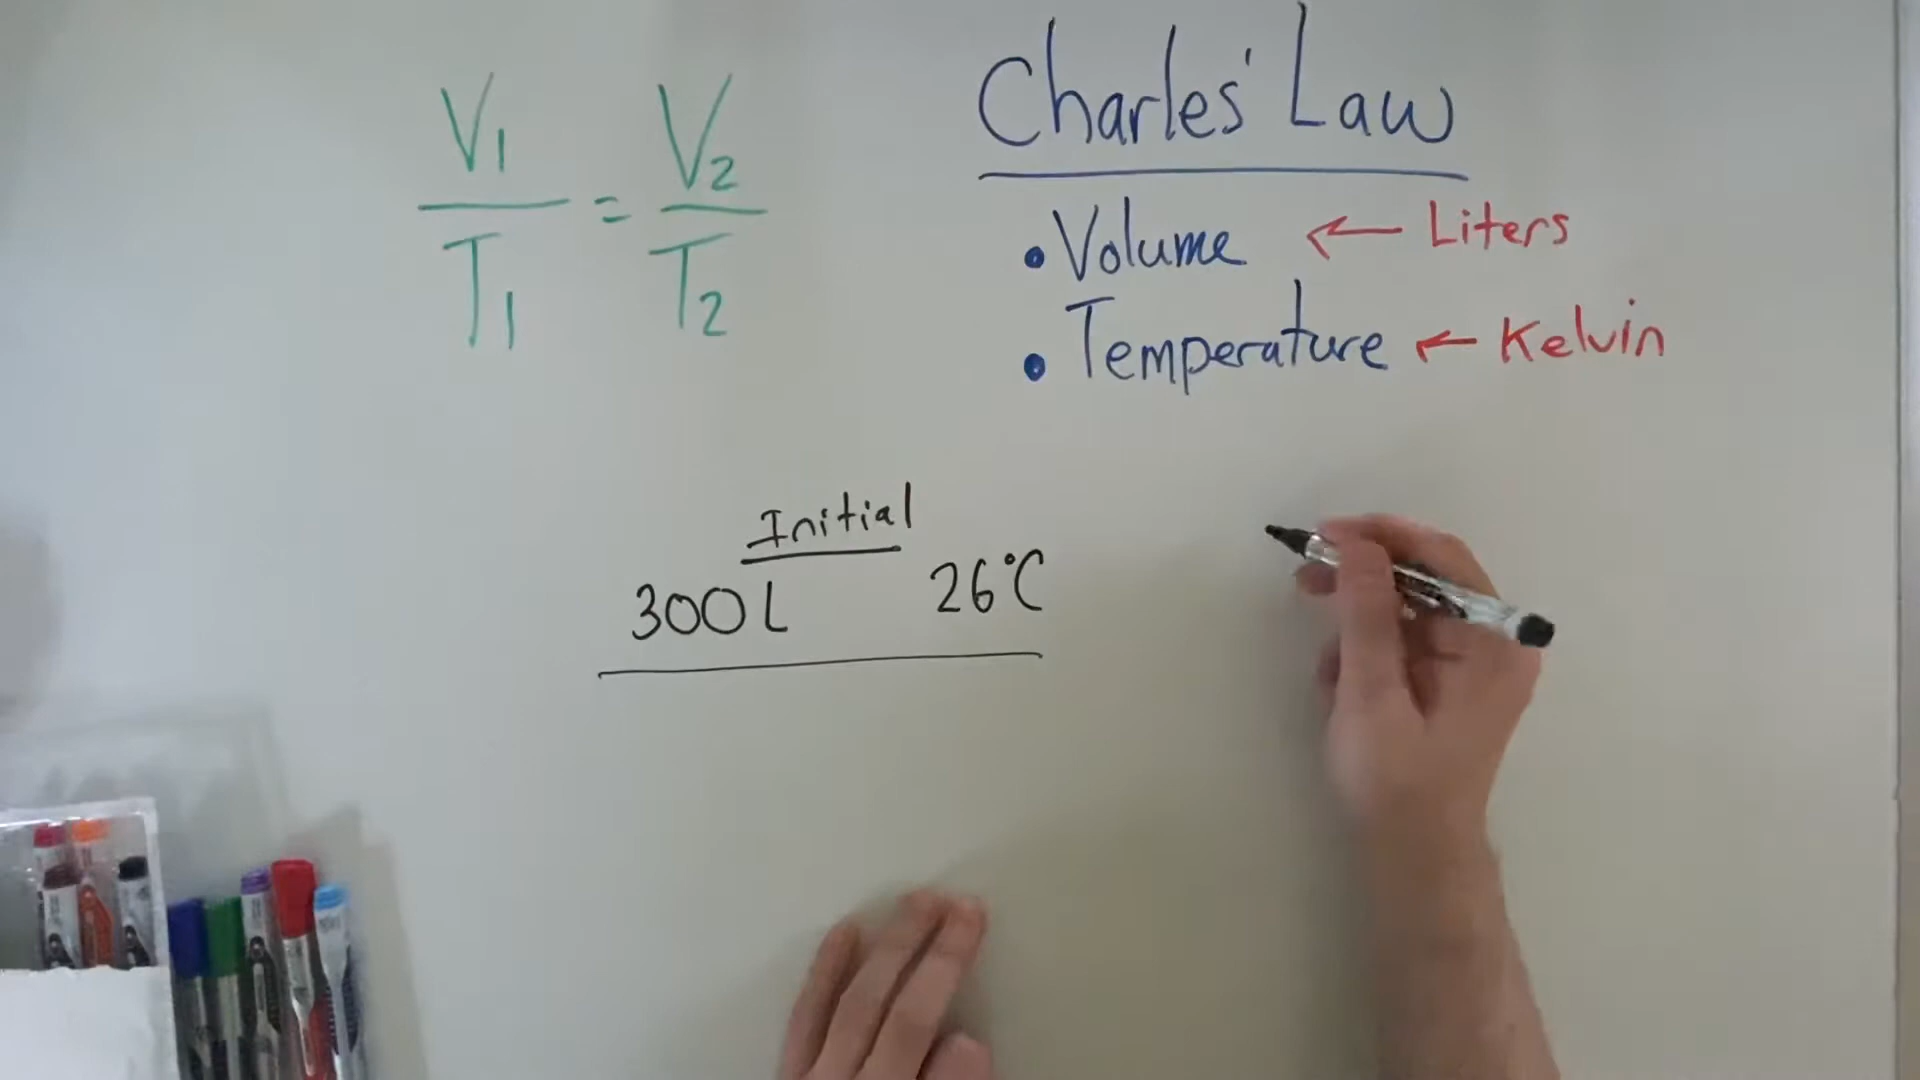 V1 = V2
T1 T2
Charles' Law
• Volume ← Liters
• Temperature ← Kelvin
Initial
300 L 26°C